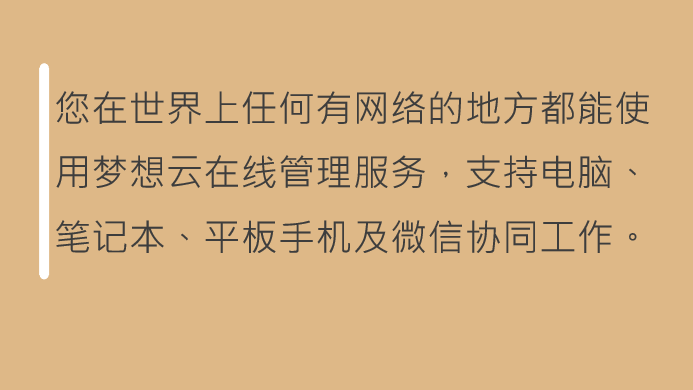 您在世界上任何有网络的地方都能使
用梦想云在线管理服务，支持电脑、
笔记本、平板手机及微信协同工作。